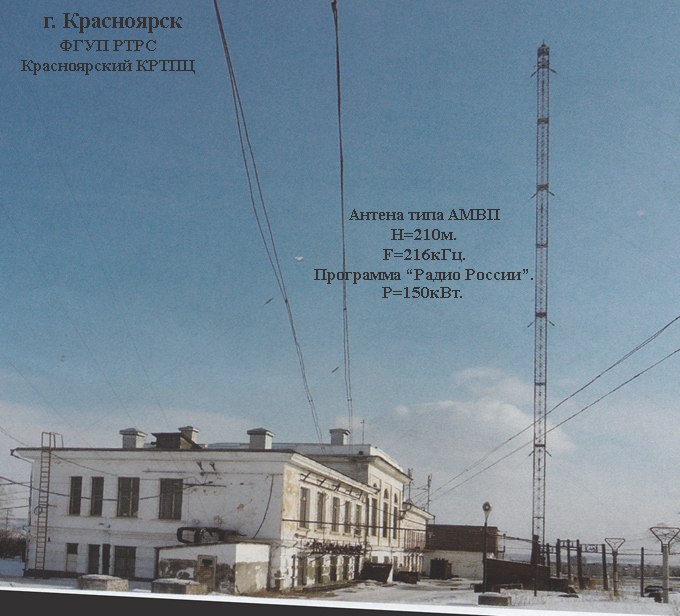 г. Красноярск
ФГУП РТРС
Красноярский КРТПЦ
Антена типа АМВП
H=210м.
F=216кГц.
Программа “Радио России”.
P=150кВт.